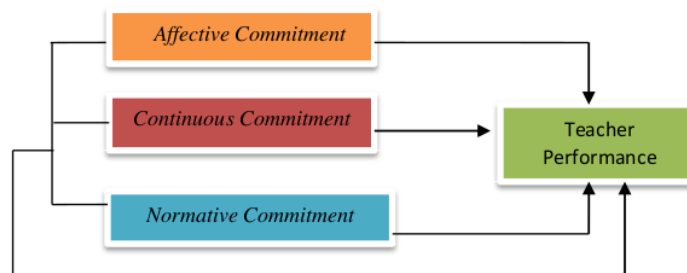 Affective Commitment
Continuous Commitment
Teacher
Performance
Normative Commitment